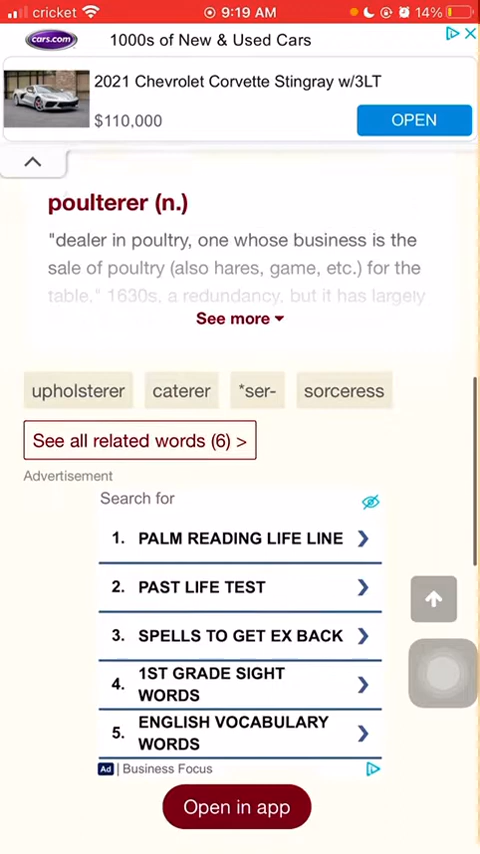 cricket 9:19 AM 14%
cars.com 1000s of New & Used Cars
2021 Chevrolet Corvette Stingray w/3LT
$110,000 OPEN
poulterer (n.)
"dealer in poultry, one whose business is the
sale of poultry (also hares, game, etc.) for the
table," 1630s, a redundancy, but it has largely
See more
upholsterer caterer *ser- sorceress
See all related words (6) >
Advertisement
Search for
1. PALM READING LIFE LINE
2. PAST LIFE TEST
3. SPELLS TO GET EX BACK
4. 1ST GRADE SIGHT
WORDS
5. ENGLISH VOCABULARY
WORDS
Ad | Business Focus
Open in app